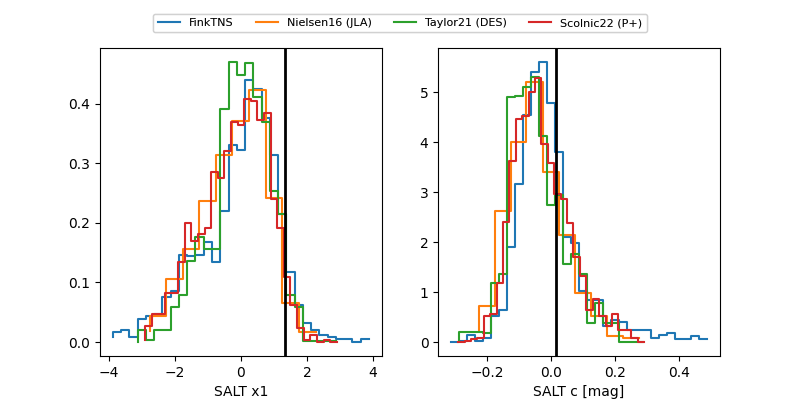 FinkTNS Nielsen16 (JLA) Taylor21 (DES) Scolnic22 (P+)
0.4
0.3
0.2
0.1
0.0
−4 −2 0 2 4
SALT x1
5
4
3
2
1
0
−0.2 0.0 0.2 0.4
SALT c [mag]